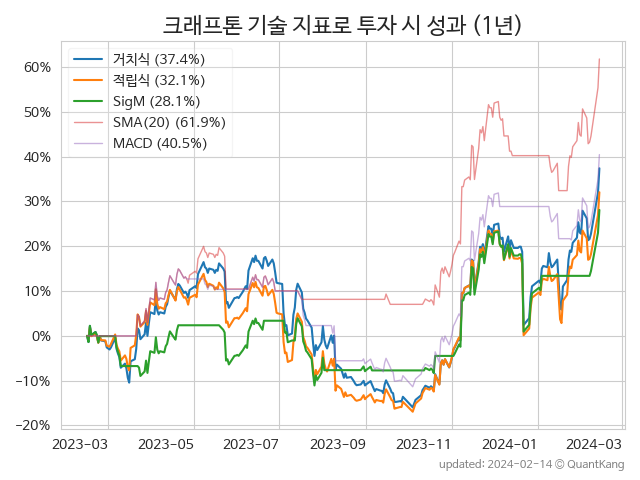 크래프톤 기술 지표로 투자 시 성과 (1년)
거치식 (37.4%)
적립식 (32.1%)
SigM (28.1%)
SMA(20) (61.9%)
MACD (40.5%)
60%
50%
40%
30%
20%
10%
0%
−10%
−20%
2023-03 2023-05 2023-07 2023-09 2023-11 2024-01 2024-03
updated: 2024-02-14 © QuantKang